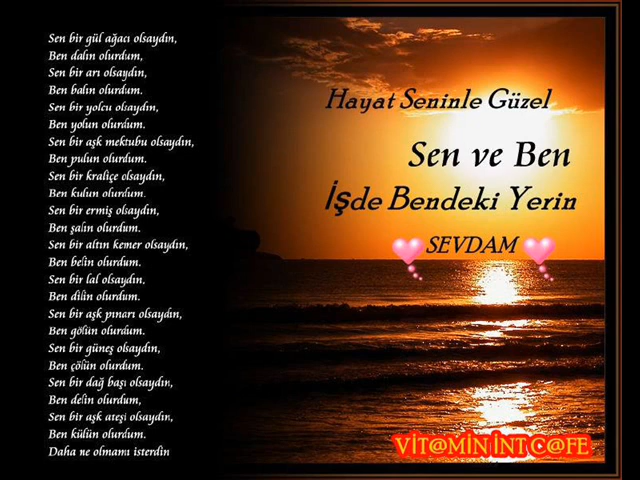 Sen bir gül ağacı olsaydın,
Ben dalın olurdum,
Sen bir arı olsaydın,
Ben balın olurdum.
Sen bir yolcu olsaydın,
Ben yolun olurdum.
Sen bir aşk mektubu olsaydın,
Ben pulun olurdum.
Sen bir kraliçe olsaydın,
Ben kulun olurdum.
Sen bir ermiş olsaydın,
Ben şalın olurdum.
Sen bir altın kemer olsaydın,
Ben belin olurdum.
Sen bir lal olsaydın,
Ben dilin olurdum.
Sen bir aşk pınarı olsaydın,
Ben gölün olurdum.
Sen bir güneş olsaydın,
Ben çölün olurdum.
Sen bir dağ başı olsaydın,
Ben delin olurdum,
Sen bir aşk ateşi olsaydın,
Ben külün olurdum.
Daha ne olmamı isterdin
Hayat Seninle Güzel
Sen ve Ben
İşde Bendeki Yerin
SEVDAM
VİT@MİN İNT C@FE